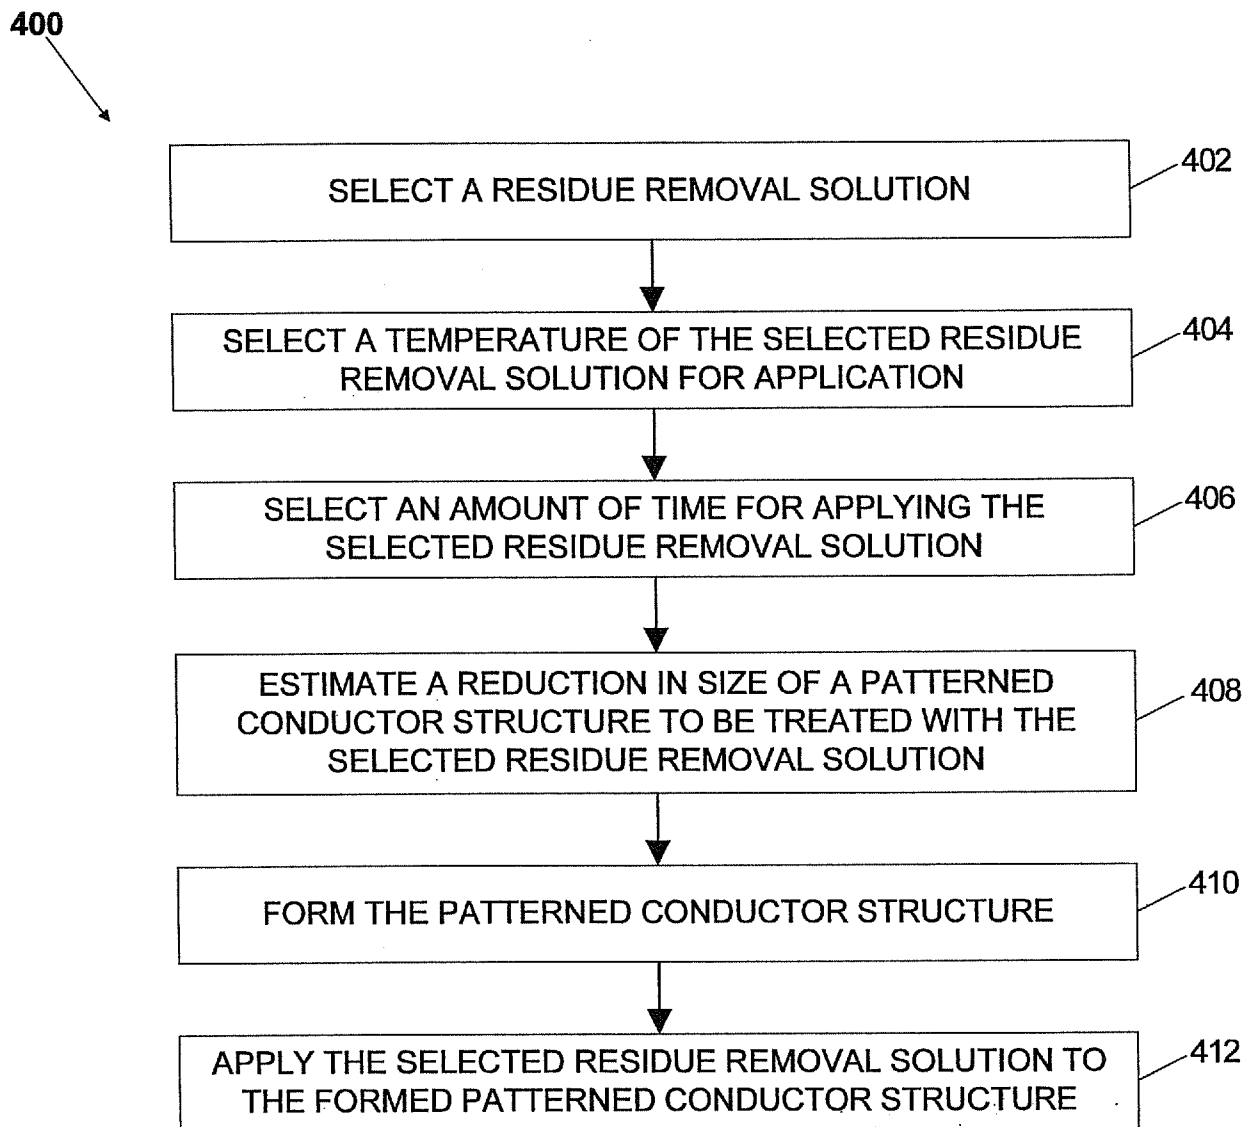 400
SELECT A RESIDUE REMOVAL SOLUTION
402
SELECT A TEMPERATURE OF THE SELECTED RESIDUE
REMOVAL SOLUTION FOR APPLICATION
404
SELECT AN AMOUNT OF TIME FOR APPLYING THE
SELECTED RESIDUE REMOVAL SOLUTION
406
ESTIMATE A REDUCTION IN SIZE OF A PATTERNED
CONDUCTOR STRUCTURE TO BE TREATED WITH THE
SELECTED RESIDUE REMOVAL SOLUTION
408
FORM THE PATTERNED CONDUCTOR STRUCTURE
410
APPLY THE SELECTED RESIDUE REMOVAL SOLUTION TO
THE FORMED PATTERNED CONDUCTOR STRUCTURE
412